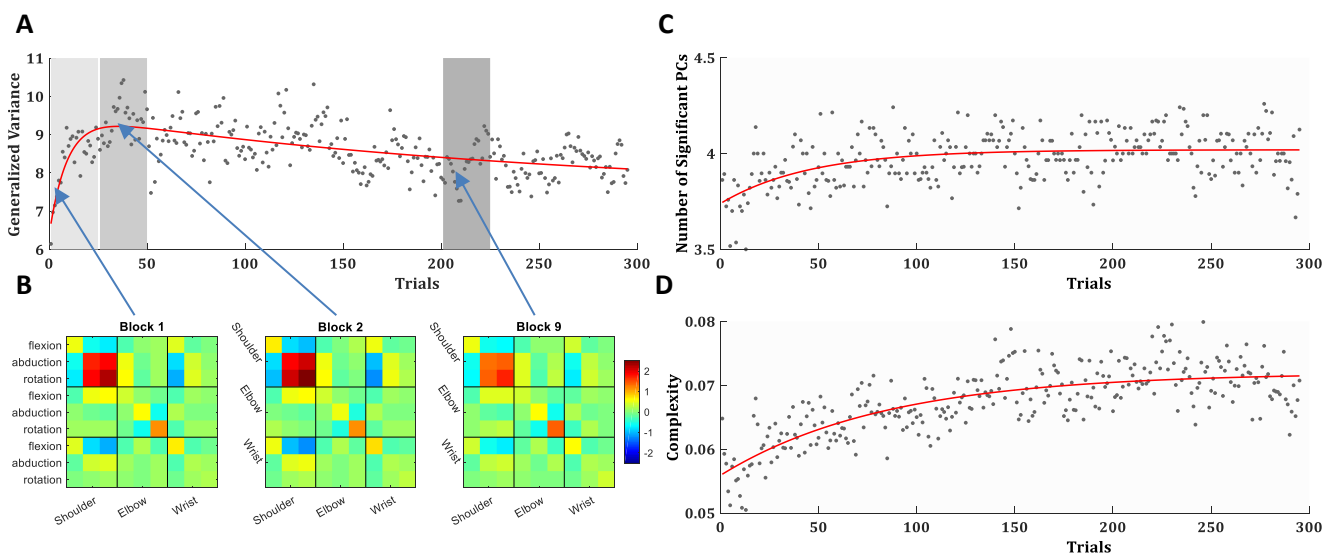 A
Generalized Variance
11
10
9
8
7
6
0 50 100 150 200 250 300
Trials
B
Block 1
flexion
abduction
rotation
flexion
abduction
rotation
flexion
abduction
rotation
Shoulder Elbow Wrist
Block 2
Shoulder
Elbow
Wrist
Shoulder Elbow Wrist
Block 9
Shoulder
Elbow
Wrist
Shoulder Elbow Wrist
2
1
0
-1
-2
C
Number of Significant PCs
4.5
4
3.5
0 50 100 150 200 250 300
Trials
D
Complexity
0.08
0.07
0.06
0.05
0 50 100 150 200 250 300
Trials